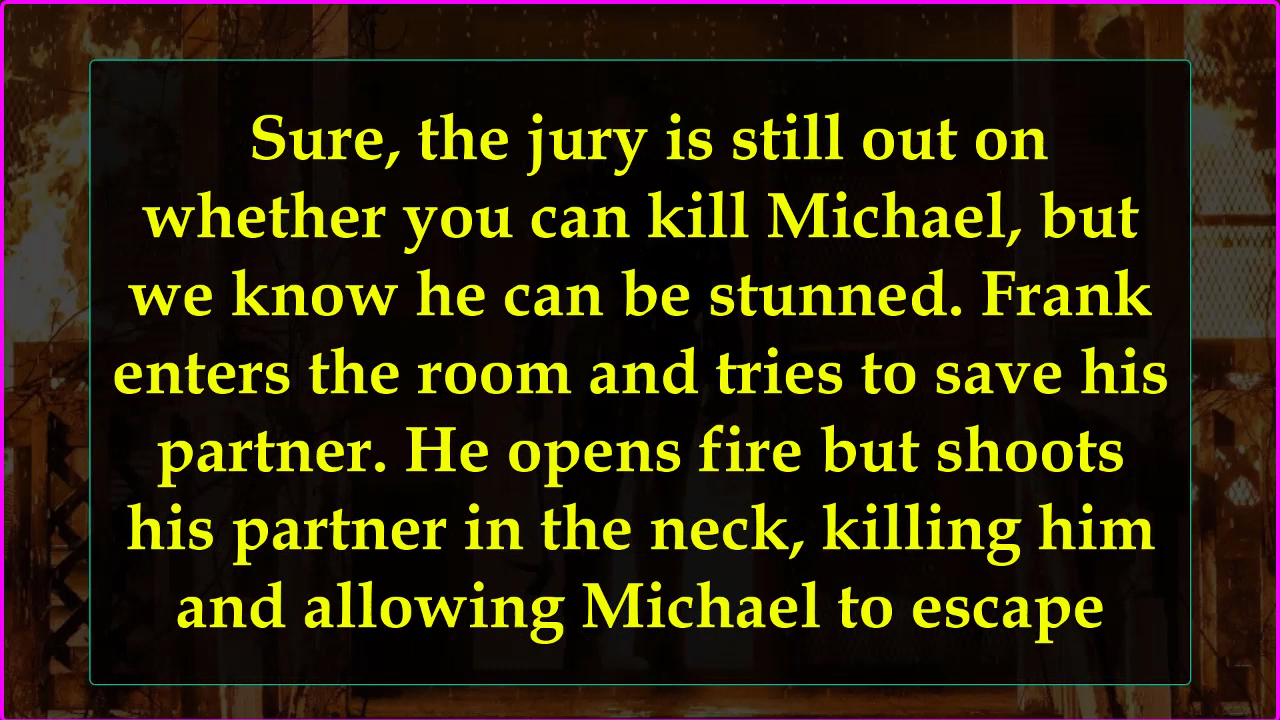 Sure, the jury is still out on
whether you can kill Michael, but
we know he can be stunned. Frank
enters the room and tries to save his
partner. He opens fire but shoots
his partner in the neck, killing him
and allowing Michael to escape